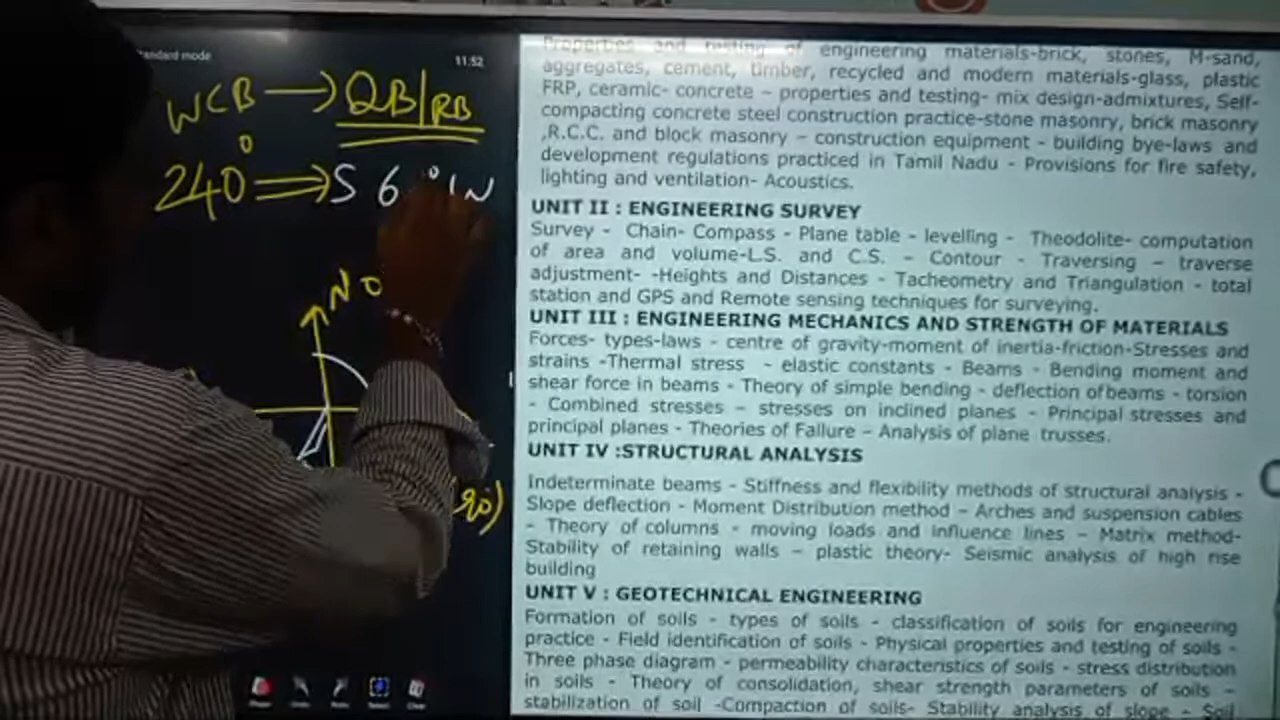 11:52
WCB → QB/RB
240° ⇒ S 6 ° W
N 0
90)
Properties and testing of engineering materials-brick, stones, M-sand,
aggregates, cement, timber, recycled and modern materials-glass, plastic
FRP, ceramic- concrete – properties and testing- mix design-admixtures, Self-
compacting concrete steel construction practice-stone masonry, brick masonry
,R.C.C. and block masonry – construction equipment - building bye-laws and
development regulations practiced in Tamil Nadu - Provisions for fire safety,
lighting and ventilation- Acoustics.
UNIT II : ENGINEERING SURVEY
Survey - Chain- Compass - Plane table - levelling - Theodolite- computation
of area and volume-L.S. and C.S. – Contour - Traversing – traverse
adjustment- -Heights and Distances - Tacheometry and Triangulation - total
station and GPS and Remote sensing techniques for surveying.
UNIT III : ENGINEERING MECHANICS AND STRENGTH OF MATERIALS
Forces- types-laws - centre of gravity-moment of inertia-friction-Stresses and
strains -Thermal stress - elastic constants - Beams - Bending moment and
shear force in beams - Theory of simple bending - deflection of beams - torsion
- Combined stresses – stresses on inclined planes - Principal stresses and
principal planes - Theories of Failure – Analysis of plane trusses.
UNIT IV :STRUCTURAL ANALYSIS
Indeterminate beams - Stiffness and flexibility methods of structural analysis -
Slope deflection - Moment Distribution method – Arches and suspension cables
– Theory of columns - moving loads and influence lines – Matrix method-
Stability of retaining walls – plastic theory- Seismic analysis of high rise
building
UNIT V : GEOTECHNICAL ENGINEERING
Formation of soils - types of soils - classification of soils for engineering
practice - Field identification of soils - Physical properties and testing of soils -
Three phase diagram - permeability characteristics of soils - stress distribution
in soils - Theory of consolidation, shear strength parameters of soils –
stabilization of soil -Compaction of soils- Stability analysis of slope - Soil